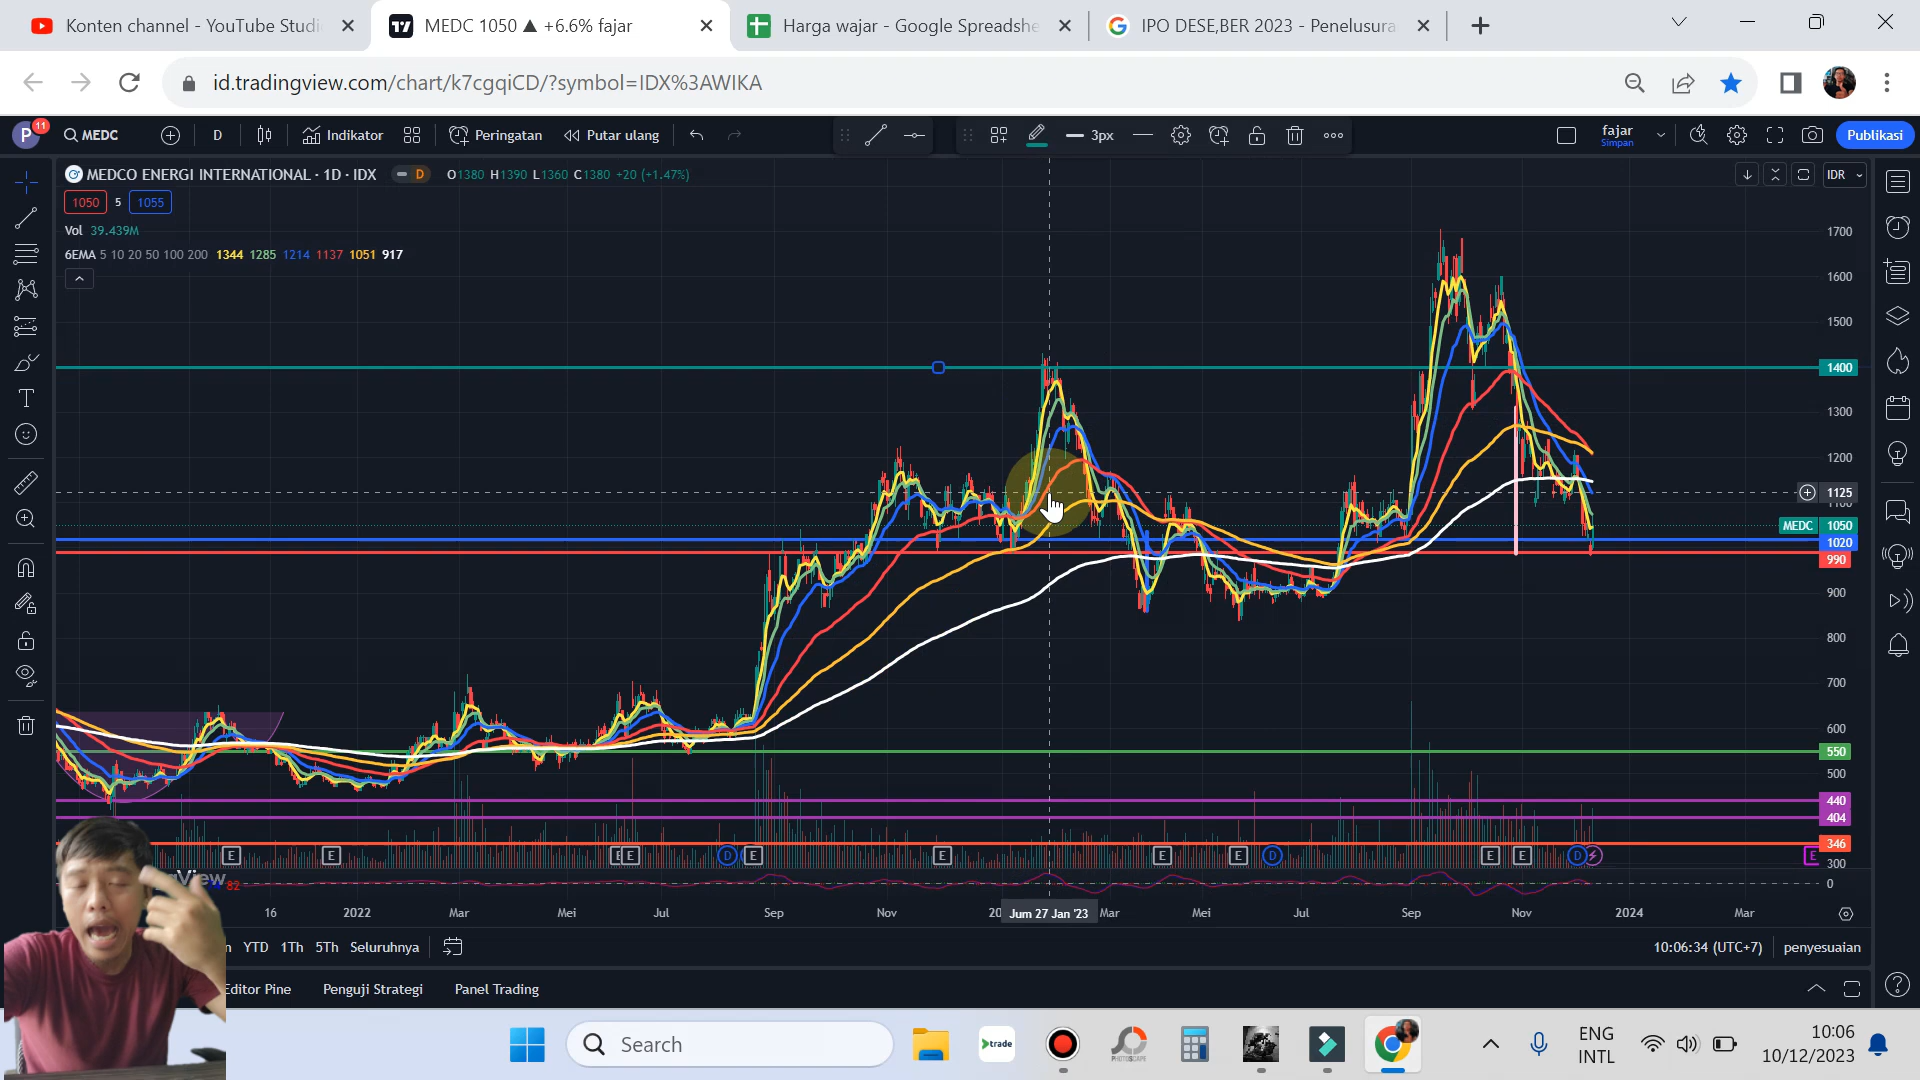 Konten channel - YouTube Studi
MEDC 1050 ▲ +6.6% fajar
Harga wajar - Google Spreadshe
IPO DESE,BER 2023 - Penelusura
id.tradingview.com/chart/k7cgqiCD/?symbol=IDX%3AWIKA
P
11
MEDC
D
Indikator
Peringatan
Putar ulang
3px
fajar
Simpan
Publikasi
MEDCO ENERGI INTERNATIONAL · 1D · IDX
D
O1380 H1390 L1360 C1380 +20 (+1.47%)
IDR
1050
5
1055
Vol 39.439M
6EMA 5 10 20 50 100 200 1344 1285 1214 1137 1051 917
1700
1600
1500
1400
1300
1200
1125
1100
MEDC 1050
1020
990
900
800
700
600
550
500
440
404
346
300
0
E
E
E
E
D
E
E
E
E
D
E
E
D
E
View
82
16
2022
Mar
Mei
Jul
Sep
Nov
20
Jum 27 Jan '23
Mar
Mei
Jul
Sep
Nov
2024
Mar
YTD
1Th
5Th
Seluruhnya
10:06:34 (UTC+7)
penyesuaian
Editor Pine
Penguji Strategi
Panel Trading
Search
trade
PHOTOSCAPE
ENG
INTL
10:06
10/12/2023